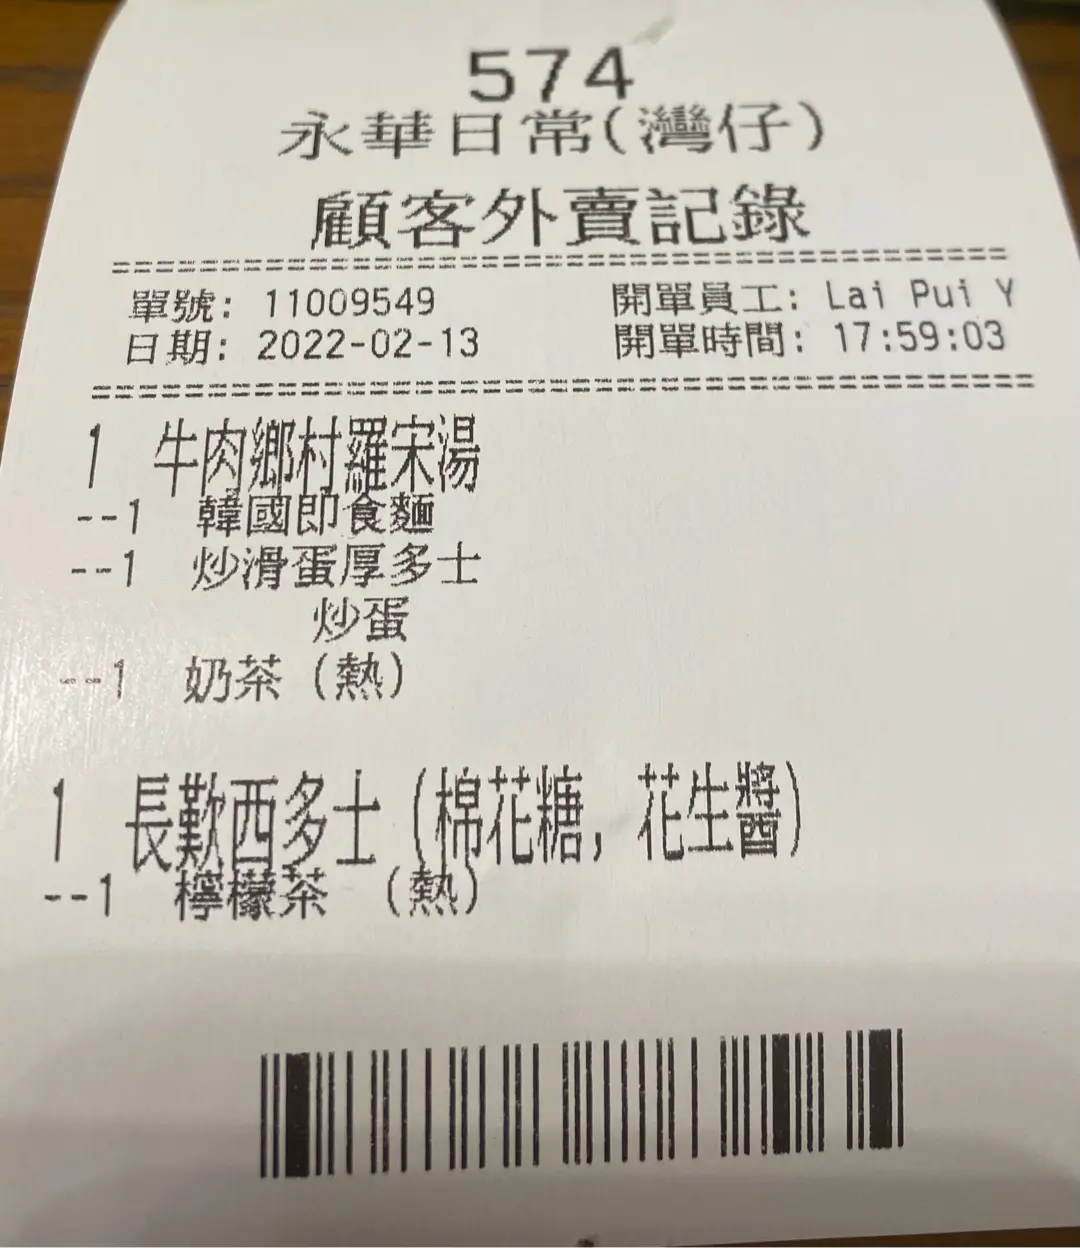 574
永華日常(灣仔)
顧客外賣記錄
單號: 11009549 開單員工: Lai Pui Y
日期: 2022-02-13 開單時間: 17:59:03
1 牛肉鄉村羅宋湯
--1 韓國即食麵
--1 炒滑蛋厚多士
炒蛋
--1 奶茶 (熱)
1 長歎西多士 (棉花糖, 花生醬)
--1 檸檬茶 (熱)